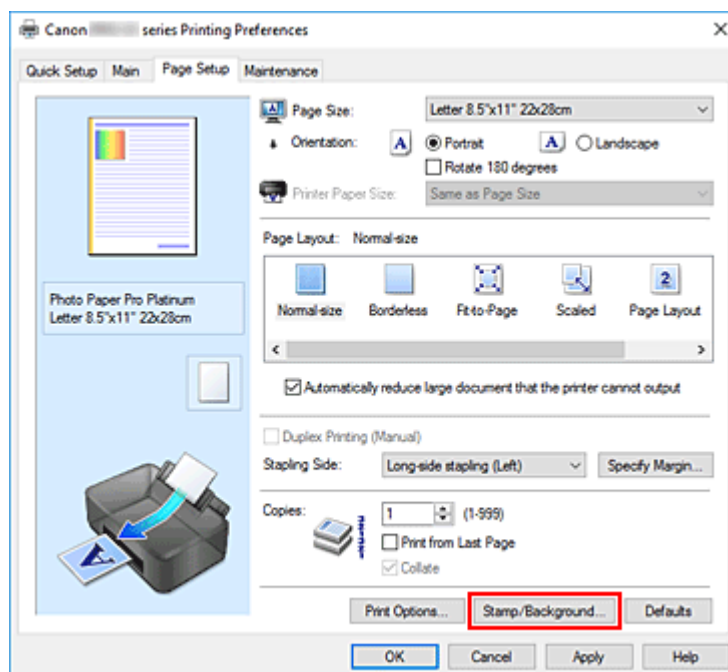 Canon series Printing Preferences
Quick Setup Main Page Setup Maintenance
Page Size: Letter 8.5"x11" 22x28cm
Orientation: A Portrait A Landscape
Rotate 180 degrees
Printer Paper Size: Same as Page Size
Page Layout: Normal-size
2
Normal-size Borderless Fit-to-Page Scaled Page Layout
Photo Paper Pro Platinum
Letter 8.5"x11" 22x28cm
Automatically reduce large document that the printer cannot output
Duplex Printing (Manual)
Stapling Side: Long-side stapling (Left) Specify Margin...
Copies: 1 (1-999)
Print from Last Page
Collate
A
Print Options... Stamp/Background... Defaults
OK Cancel Apply Help